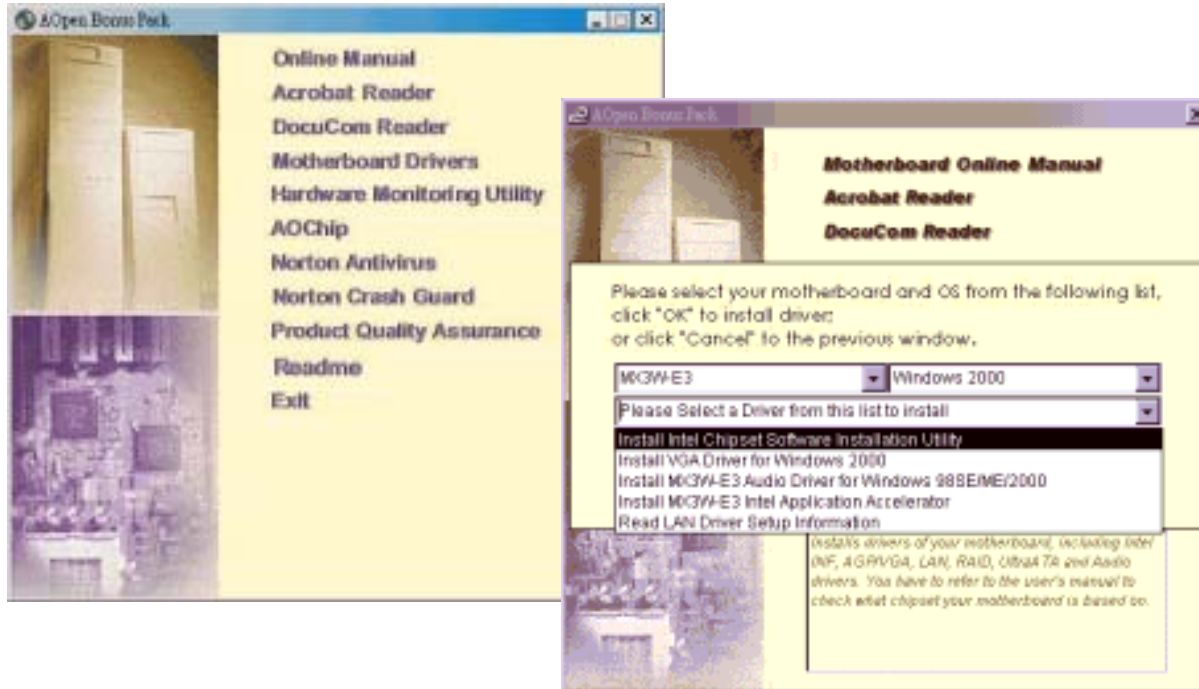 AOpen Bonus Pack
Online Manual
Acrobat Reader
DocuCom Reader
Motherboard Drivers
Hardware Monitoring Utility
AOChip
Norton Antivirus
Norton Crash Guard
Product Quality Assurance
Readme
Exit
AOpen Bonus Pack
Motherboard Online Manual
Acrobat Reader
DocuCom Reader
Please select your motherboard and OS from the following list,
click "OK" to install driver;
or click "Cancel" to the previous window.
MX3W-E3
Windows 2000
Please Select a Driver from this list to install
Install Intel Chipset Software Installation Utility
Install VGA Driver for Windows 2000
Install MX3W-E3 Audio Driver for Windows 98SE/ME/2000
Install MX3W-E3 Intel Application Accelerator
Read LAN Driver Setup Information
Installs drivers of your motherboard, including Intel
INF, AGP/VGA, LAN, RAID, UltraATA and Audio
drivers. You have to refer to the user's manual to
check what chipset your motherboard is based on.